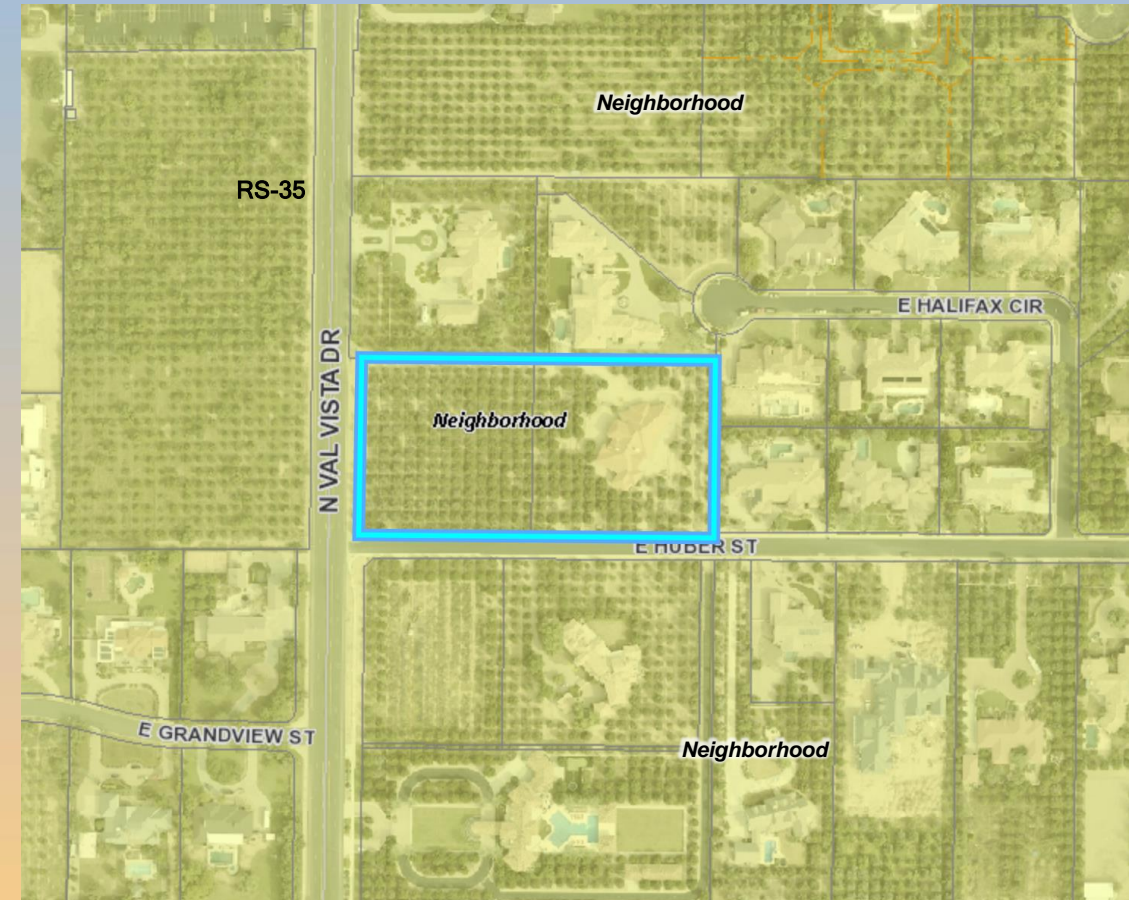 Neighborhood
RS-35
E HALIFAX CIR
N VAL VISTA DR
Neighborhood
E HUBER ST
E GRANDVIEW ST
Neighborhood